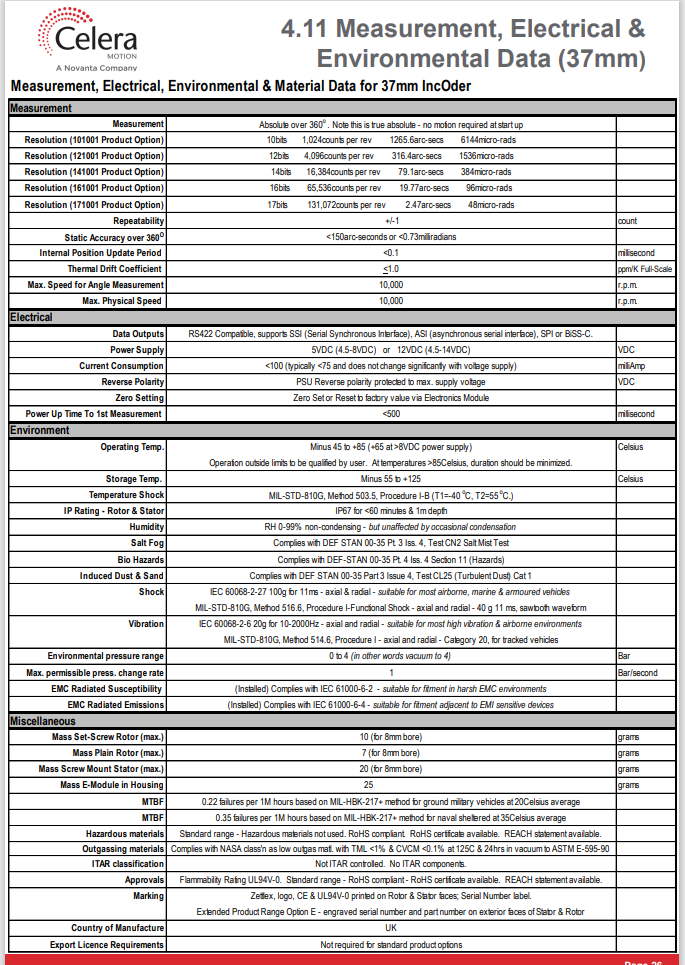 Celera
MOTION
A Novanta Company
4.11 Measurement, Electrical &
Environmental Data (37mm)
Measurement, Electrical, Environmental & Material Data for 37mm IncOder
Measurement
Measurement Absolute over 360⁰. Note this is true absolute - no motion required at start up
Resolution (101001 Product Option) 10bits 1,024counts per rev 1265.6arc-secs 6144micro-rads
Resolution (121001 Product Option) 12bits 4,096counts per rev 316.4arc-secs 1536micro-rads
Resolution (141001 Product Option) 14bits 16,384counts per rev 79.1arc-secs 384micro-rads
Resolution (161001 Product Option) 16bits 65,536counts per rev 19.77arc-secs 96micro-rads
Resolution (171001 Product Option) 17bits 131,072counts per rev 2.47arc-secs 48micro-rads
Repeatability +/-1 count
Static Accuracy over 360⁰ <150arc-seconds or <0.73milliradians
Internal Position Update Period <0.1 millisecond
Thermal Drift Coefficient ≤1.0 ppm/K Full-Scale
Max. Speed for Angle Measurement 10,000 r.p.m.
Max. Physical Speed 10,000 r.p.m.
Electrical
Data Outputs RS422 Compatible, supports SSI (Serial Synchronous Interface), ASI (asynchronous serial interface), SPI or BiSS-C.
Power Supply 5VDC (4.5-8VDC) or 12VDC (4.5-14VDC) VDC
Current Consumption <100 (typically <75 and does not change significantly with voltage supply) milliAmp
Reverse Polarity PSU Reverse polarity protected to max. supply voltage VDC
Zero Setting Zero Set or Reset to factory value via Electronics Module
Power Up Time To 1st Measurement <500 millisecond
Environment
Operating Temp. Minus 45 to +85 (+65 at >8VDC power supply) Celsius
Operation outside limits to be qualified by user. At temperatures >85Celsius, duration should be minimized.
Storage Temp. Minus 55 to +125 Celsius
Temperature Shock MIL-STD-810G, Method 503.5, Procedure I-B (T1=-40 ⁰C, T2=55 ⁰C.)
IP Rating - Rotor & Stator IP67 for <60 minutes & 1m depth
Humidity RH 0-99% non-condensing - but unaffected by occasional condensation
Salt Fog Complies with DEF STAN 00-35 Pt. 3 Iss. 4, Test CN2 Salt Mist Test
Bio Hazards Complies with DEF-STAN 00-35 Pt. 4 Iss. 4 Section 11 (Hazards)
Induced Dust & Sand Complies with DEF STAN 00-35 Part 3 Issue 4, Test CL25 (Turbulent Dust) Cat 1
Shock IEC 60068-2-27 100g for 11ms - axial & radial - suitable for most airborne, marine & armoured vehicles
MIL-STD-810G, Method 516.6, Procedure I-Functional Shock - axial and radial - 40 g 11 ms, sawtooth waveform
Vibration IEC 60068-2-6 20g for 10-2000Hz - axial and radial - suitable for most high vibration & airborne environments
MIL-STD-810G, Method 514.6, Procedure I - axial and radial - Category 20, for tracked vehicles
Environmental pressure range 0 to 4 (in other words vacuum to 4) Bar
Max. permissible press. change rate 1 Bar/second
EMC Radiated Susceptibility (Installed) Complies with IEC 61000-6-2 - suitable for fitment in harsh EMC environments
EMC Radiated Emissions (Installed) Complies with IEC 61000-6-4 - suitable for fitment adjacent to EMI sensitive devices
Miscellaneous
Mass Set-Screw Rotor (max.) 10 (for 8mm bore) grams
Mass Plain Rotor (max.) 7 (for 8mm bore) grams
Mass Screw Mount Stator (max.) 20 (for 8mm bore) grams
Mass E-Module in Housing 25 grams
MTBF 0.22 failures per 1M hours based on MIL-HBK-217+ method for ground military vehicles at 20Celsius average
MTBF 0.35 failures per 1M hours based on MIL-HBK-217+ method for naval sheltered at 35Celsius average
Hazardous materials Standard range - Hazardous materials not used. RoHS compliant. RoHS certificate available. REACH statement available.
Outgassing materials Complies with NASA class'n as low outgas matl. with TML <1% & CVCM <0.1% at 125C & 24hrs in vacuum to ASTM E-595-90
ITAR classification Not ITAR controlled. No ITAR components.
Approvals Flammability Rating UL94V-0. Standard range - RoHS compliant - RoHS certificate available. REACH statement available.
Marking Zettlex, logo, CE & UL94V-0 printed on Rotor & Stator faces; Serial Number label.
Extended Product Range Option E - engraved serial number and part number on exterior faces of Stator & Rotor
Country of Manufacture UK
Export Licence Requirements Not required for standard product options
Page 26